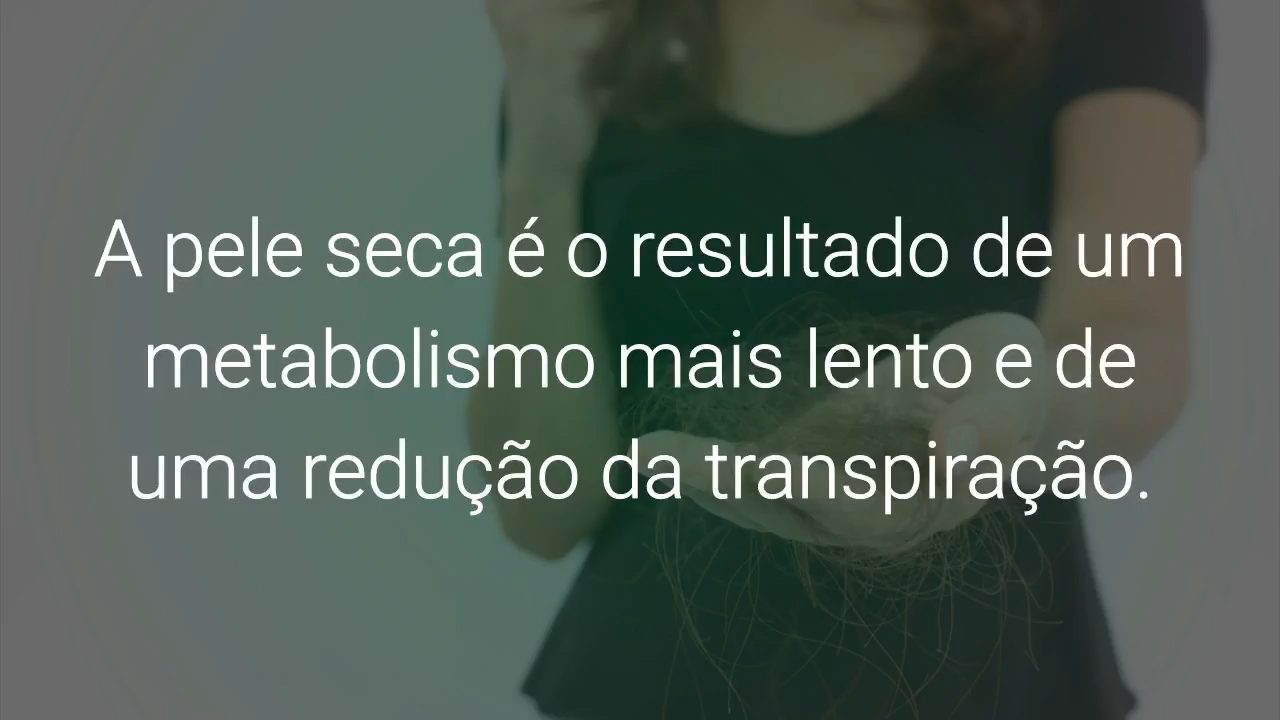 A pele seca é o resultado de um
metabolismo mais lento e de
uma redução da transpiração.